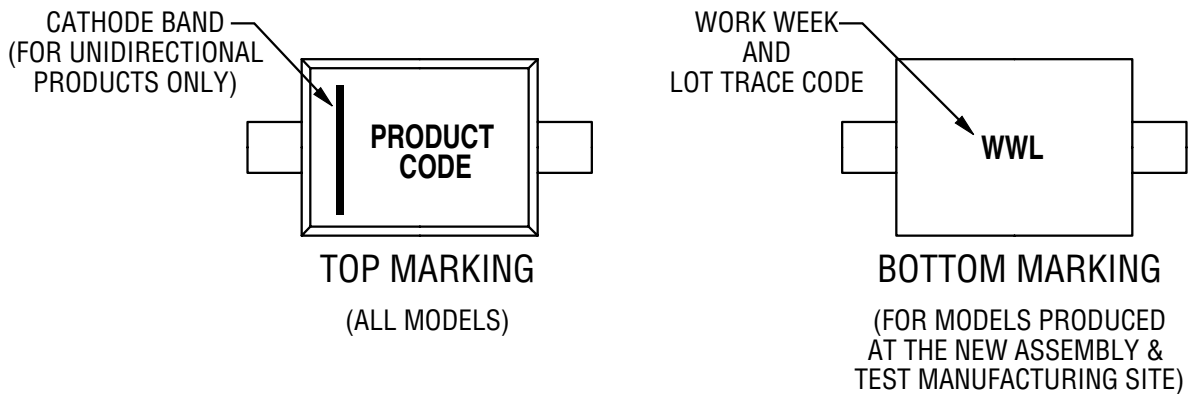 CATHODE BAND
(FOR UNIDIRECTIONAL
PRODUCTS ONLY)
PRODUCT
CODE
TOP MARKING
(ALL MODELS)
WORK WEEK
AND
LOT TRACE CODE
WWL
BOTTOM MARKING
(FOR MODELS PRODUCED
AT THE NEW ASSEMBLY &
TEST MANUFACTURING SITE)